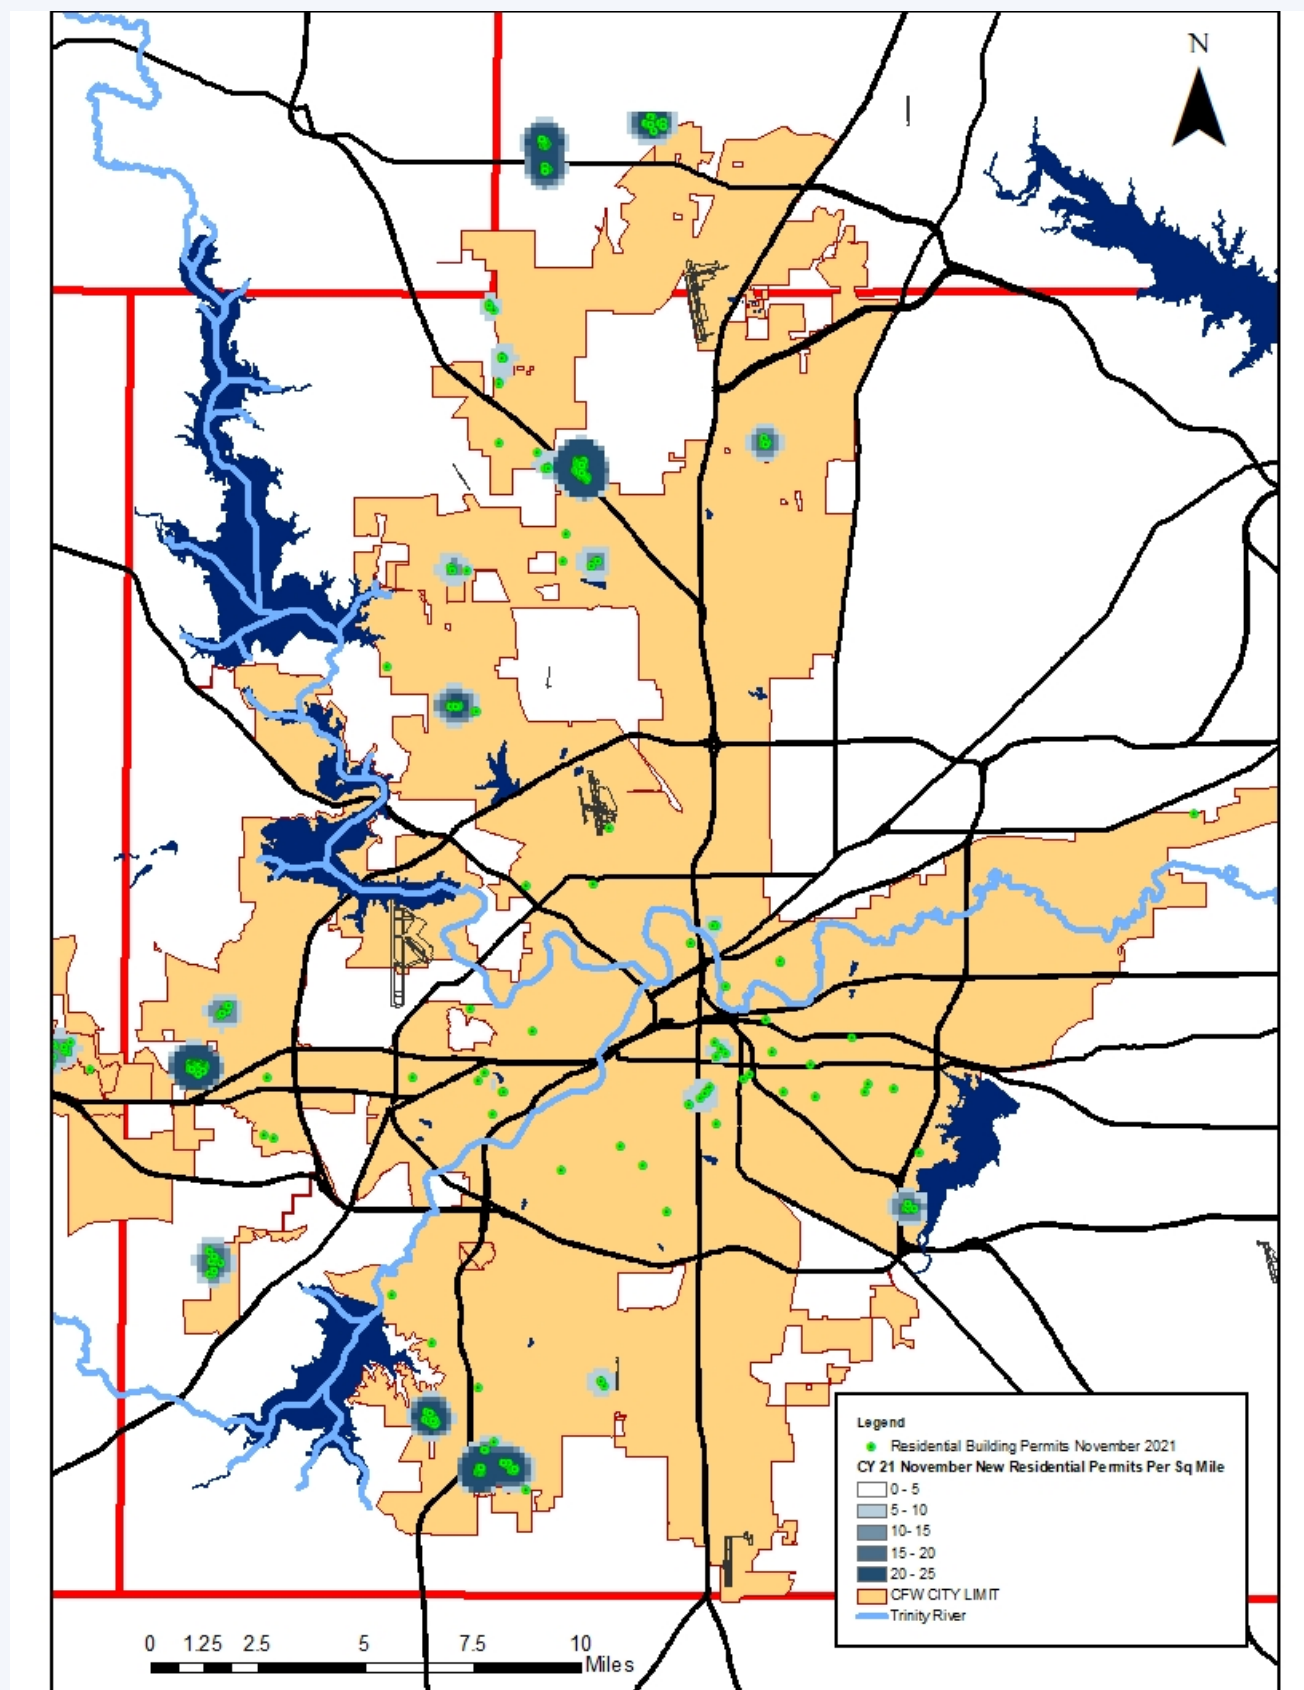 N
Legend
Residential Building Permits November 2021
CY 21 November New Residential Permits Per Sq Mile
0 - 5
5 - 10
10- 15
15 - 20
20 - 25
CFW CITY LIMIT
Trinity River
0 1.25 2.5 5 7.5 10
Miles